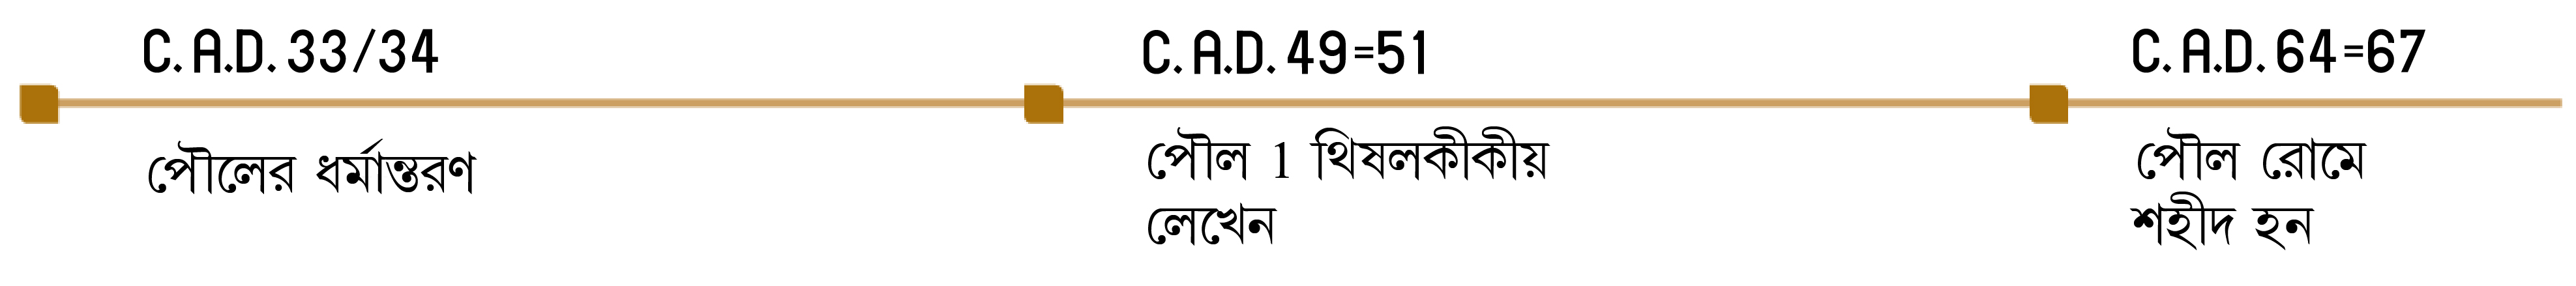 C. A.D. 33/34
পৌলের ধর্মান্তরণ
C. A.D. 49=51
পৌল 1 থিষলকীকীয়
লেখেন
C. A.D. 64=67
পৌল রোমে
শহীদ হন